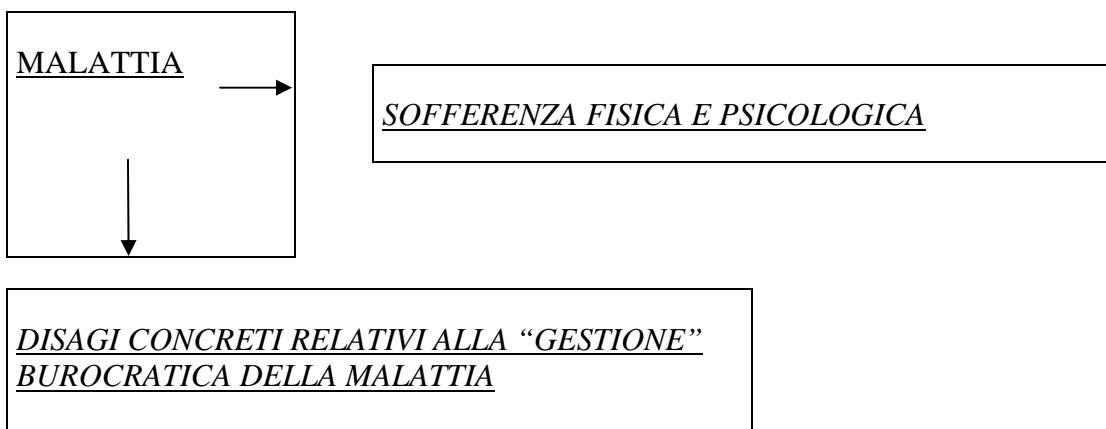 MALATTIA
SOFFERENZA FISICA E PSICOLOGICA
DISAGI CONCRETI RELATIVI ALLA “GESTIONE”
BUROCRATICA DELLA MALATTIA